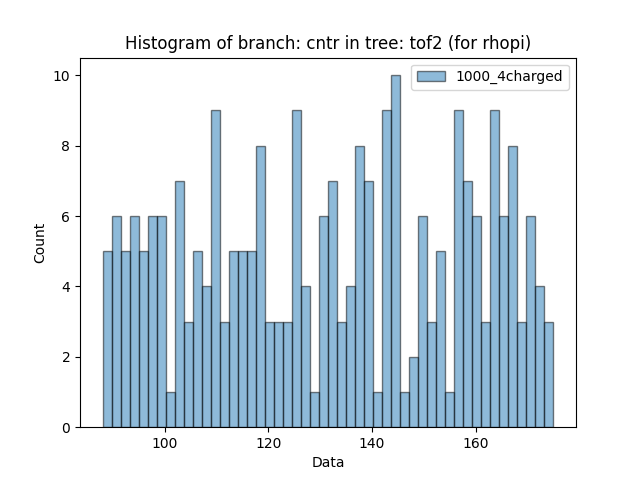 Histogram of branch: cntr in tree: tof2 (for rhopi)
1000_4charged
Count
10
8
6
4
2
0
100
120
140
160
Data